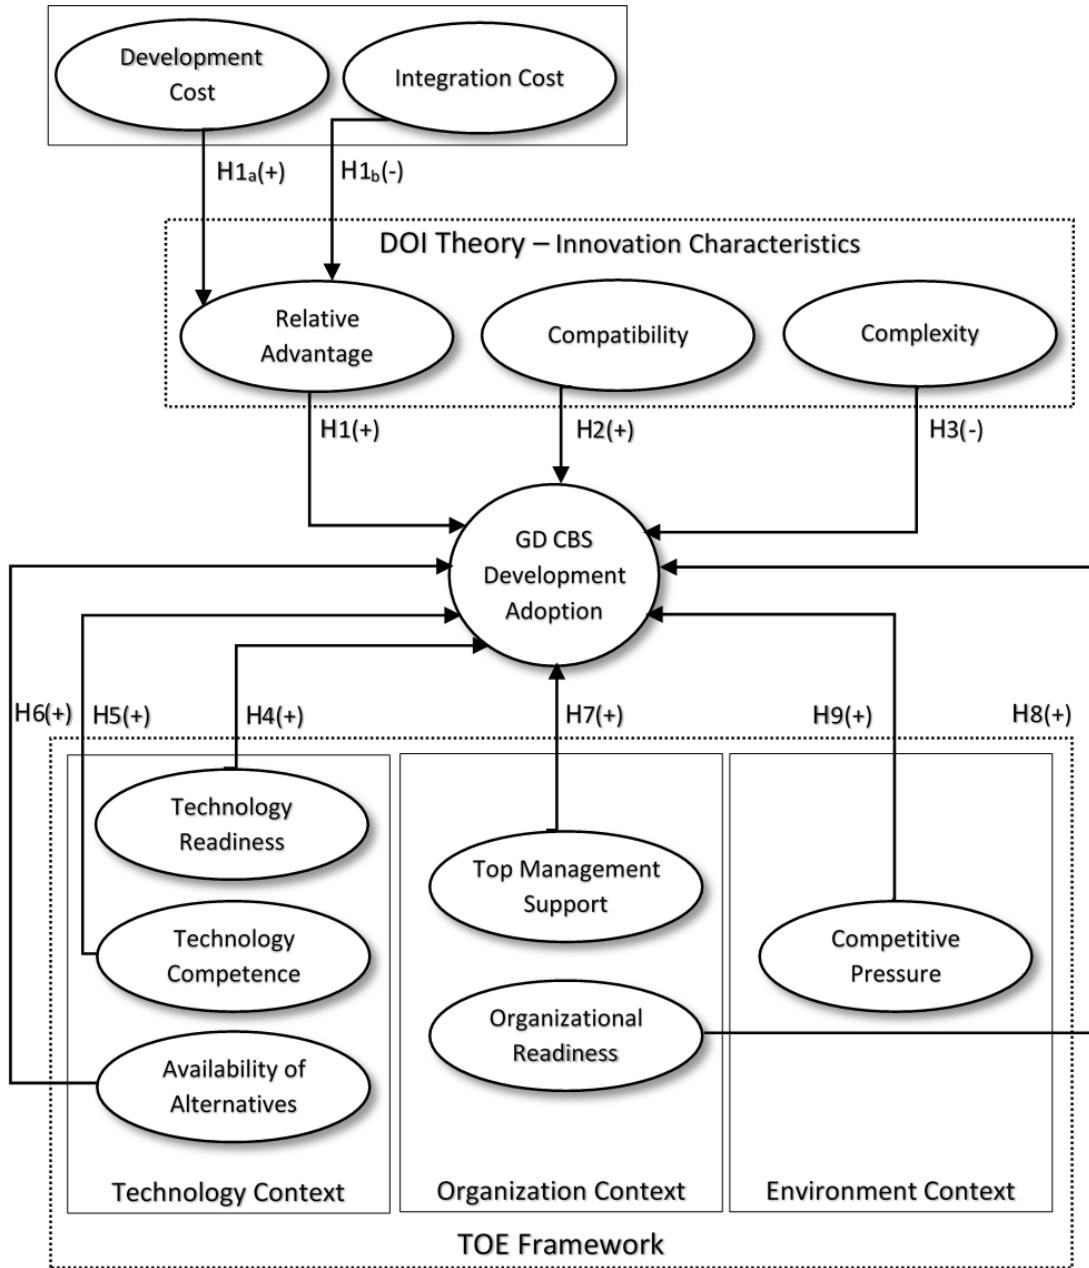 Development
Cost
Integration Cost
H1a(+)
H1b(-)
DOI Theory – Innovation Characteristics
Relative
Advantage
Compatibility
Complexity
H1(+)
H2(+)
H3(-)
GD CBS
Development
Adoption
H6(+)
H5(+)
H4(+)
H7(+)
H9(+)
H8(+)
Technology
Readiness
Technology
Competence
Availability of
Alternatives
Technology Context
Top Management
Support
Organizational
Readiness
Organization Context
Competitive
Pressure
Environment Context
TOE Framework